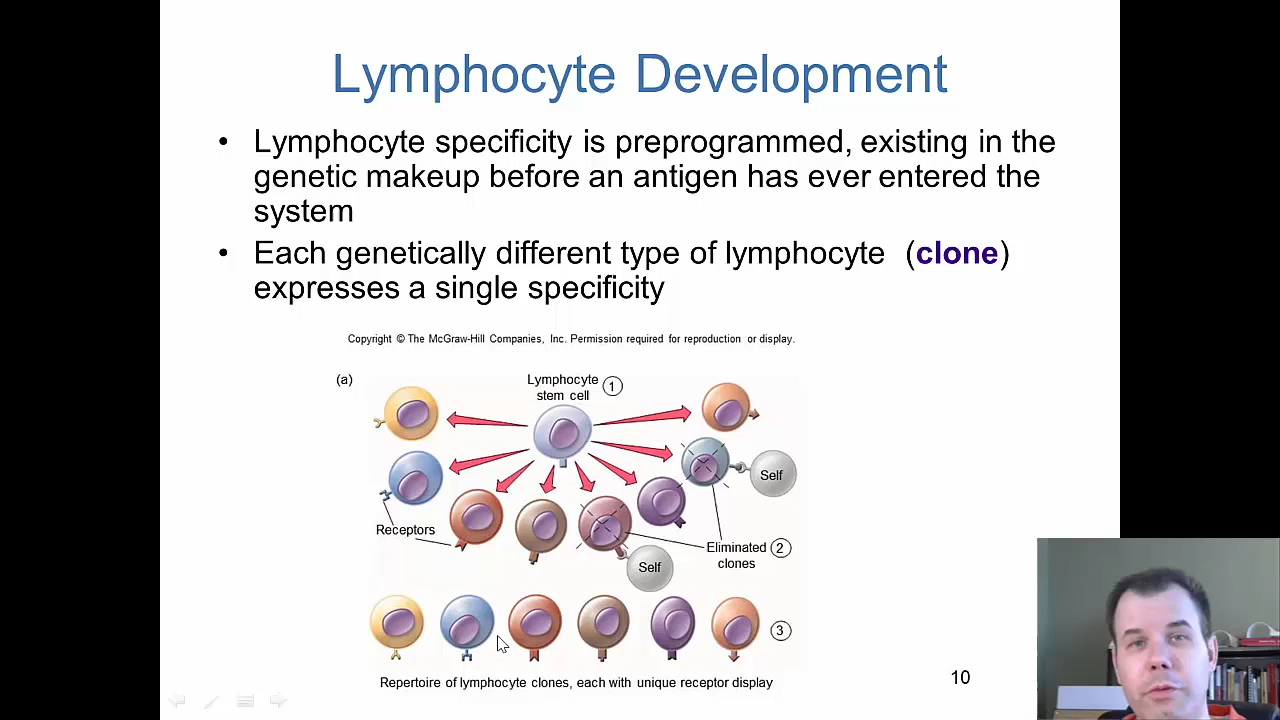 Lymphocyte Development
• Lymphocyte specificity is preprogrammed, existing in the
genetic makeup before an antigen has ever entered the
system
• Each genetically different type of lymphocyte (clone)
expresses a single specificity
Copyright © The McGraw-Hill Companies, Inc. Permission required for reproduction or display.
(a)
Lymphocyte
stem cell
1
Self
Receptors
Eliminated
clones
2
Self
3
Repertoire of lymphocyte clones, each with unique receptor display
10